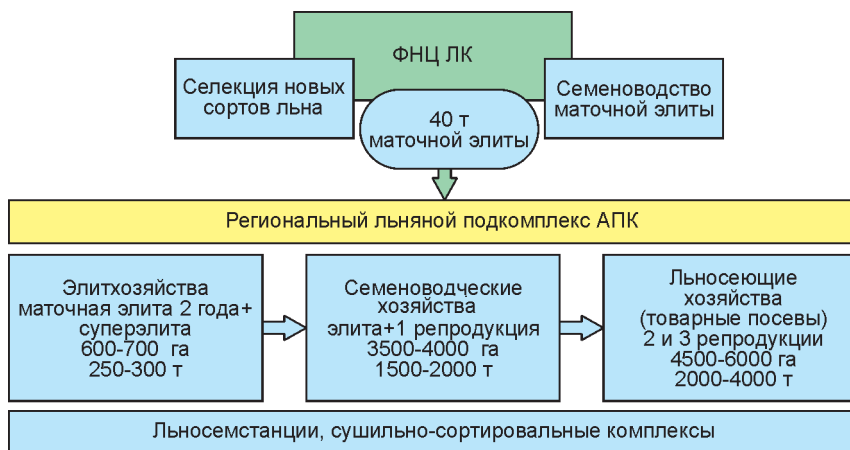 ФНЦ ЛК
Селекция новых
сортов льна
Семеноводство
маточной элиты
40 т
маточной элиты
Региональный льняной подкомплекс АПК
Элитхозяйства
маточная элита 2 года+
суперэлита
600-700 га
250-300 т
Семеноводческие
хозяйства
элита+1 репродукция
3500-4000 га
1500-2000 т
Льносеющие
хозяйства
(товарные посевы)
2 и 3 репродукции
4500-6000 га
2000-4000 т
Льносемстанции, сушильно-сортировальные комплексы